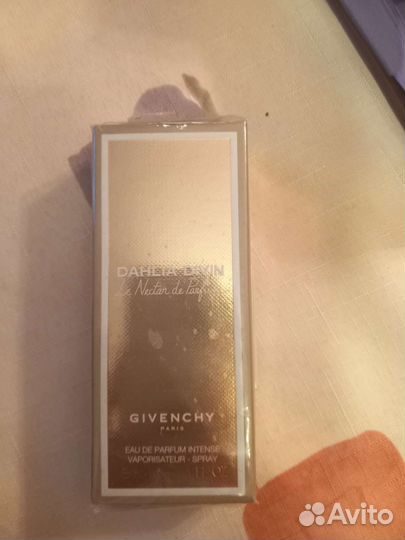 DAHLIA DIVIN
Le Nectar de Parfum
GIVENCHY
PARIS
EAU DE PARFUM INTENSE
VAPORISATEUR - SPRAY
Avito